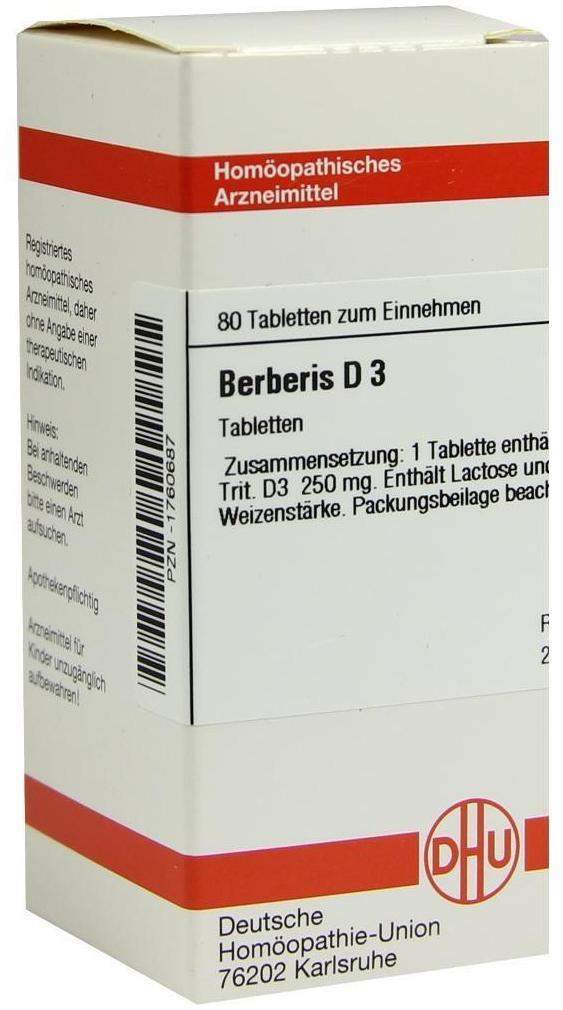 Homöopathisches
Arzneimittel
Registriertes
homöopathisches
Arzneimittel, daher
ohne Angabe einer
therapeutischen
Indikation.
Hinweis:
Bei anhaltenden
Beschwerden
bitte einen Arzt
aufsuchen.
Apothekenpflichtig
Arzneimittel für
Kinder unzugänglich
aufbewahren!
PZN -1760687
80 Tabletten zum Einnehmen
Berberis D 3
Tabletten
Zusammensetzung: 1 Tablette enthä
Trit. D3 250 mg. Enthält Lactose und
Weizenstärke. Packungsbeilage beach
2
DHU
Deutsche
Homöopathie-Union
76202 Karlsruhe